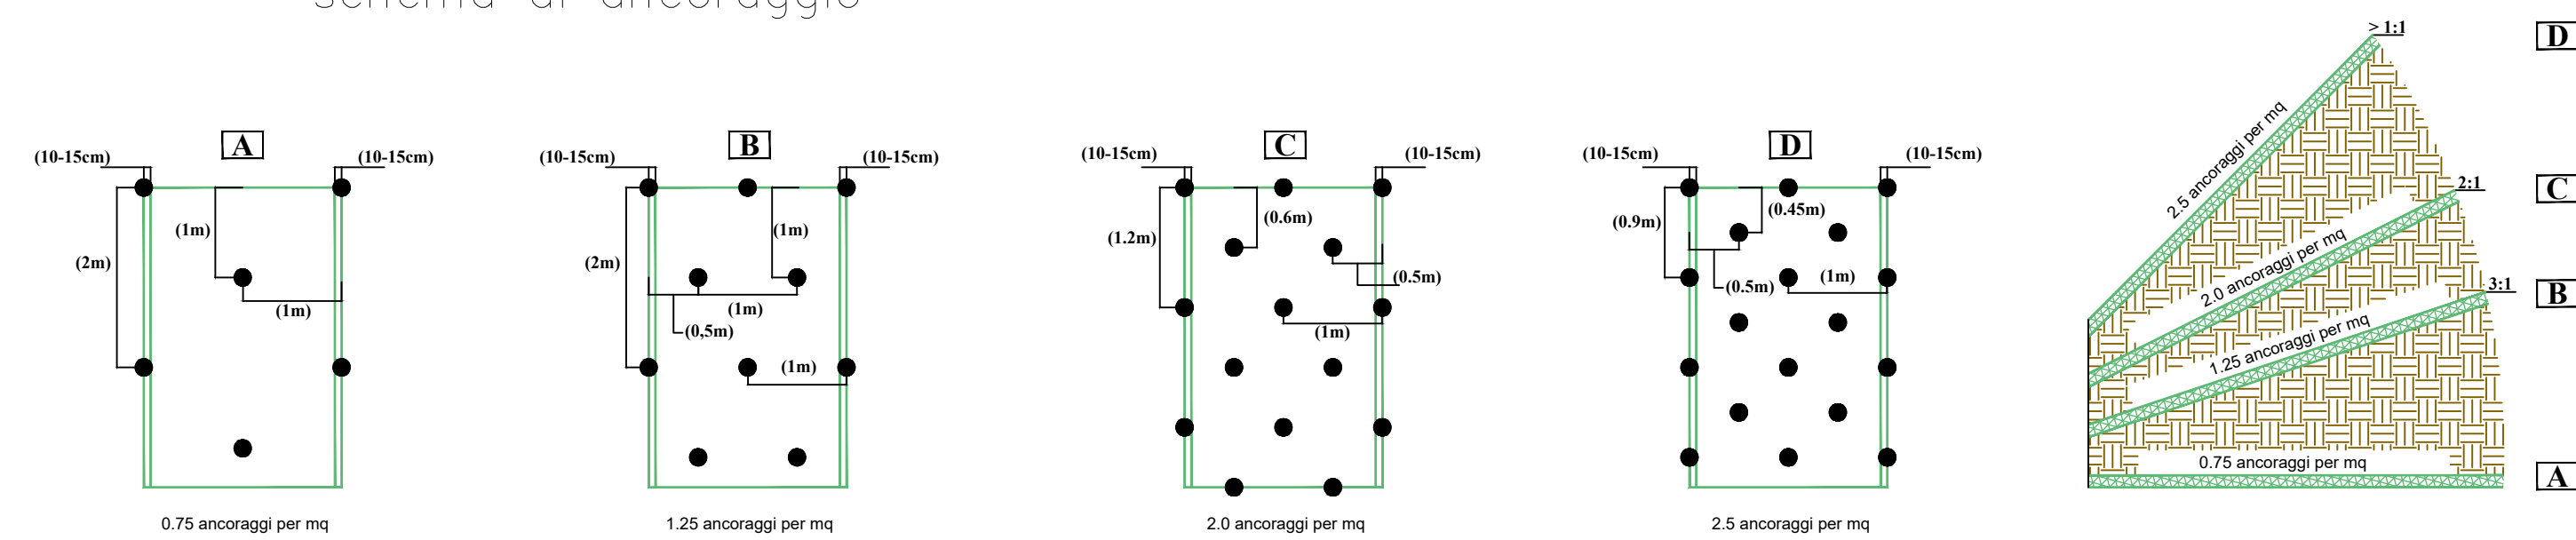 schema di ancoraggio
A
(10-15cm)
(10-15cm)
(1m)
(2m)
(1m)
0.75 ancoraggi per mq
B
(10-15cm)
(10-15cm)
(1m)
(2m)
(1m)
(0,5m)
(1m)
1.25 ancoraggi per mq
C
(10-15cm)
(10-15cm)
(0.6m)
(1.2m)
(0.5m)
(1m)
2.0 ancoraggi per mq
D
(10-15cm)
(10-15cm)
(0.45m)
(0.9m)
(1m)
(0.5m)
2.5 ancoraggi per mq
> 1:1
D
2.5 ancoraggi per mq
2:1
C
2.0 ancoraggi per mq
3:1
B
1.25 ancoraggi per mq
0.75 ancoraggi per mq
A